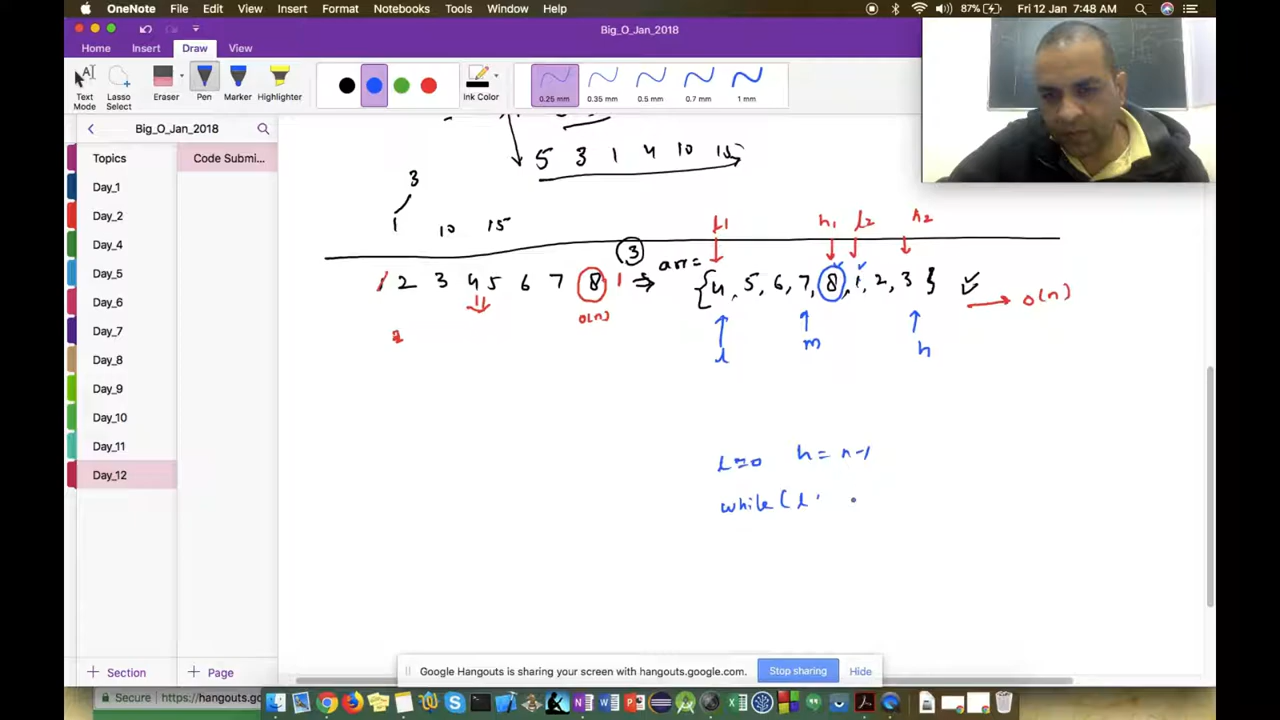 OneNote File Edit View Insert Format Notebooks Tools Window Help 87% Fri 12 Jan 7:48 AM
Big_O_Jan_2018
Home Insert Draw View
Text Mode Lasso Select Eraser Pen Marker Highlighter Ink Color 0.25 mm 0.35 mm 0.5 mm 0.7 mm 1 mm
Big_O_Jan_2018
Topics
Day_1
Day_2
Day_4
Day_5
Day_6
Day_7
Day_8
Day_9
Day_10
Day_11
Day_12
+ Section
Code Submi...
+ Page
5 3 1 4 10 15
3
1 10 15
l1 h1 l2 h2
3
1 2 3 4 5 6 7 8 1 arr = {4, 5, 6, 7, 8, 1, 2, 3}
O(n)
O(n)
l m h
l=0 h = n-1
while ( l
Google Hangouts is sharing your screen with hangouts.google.com. Stop sharing Hide
Secure https://hangouts.go